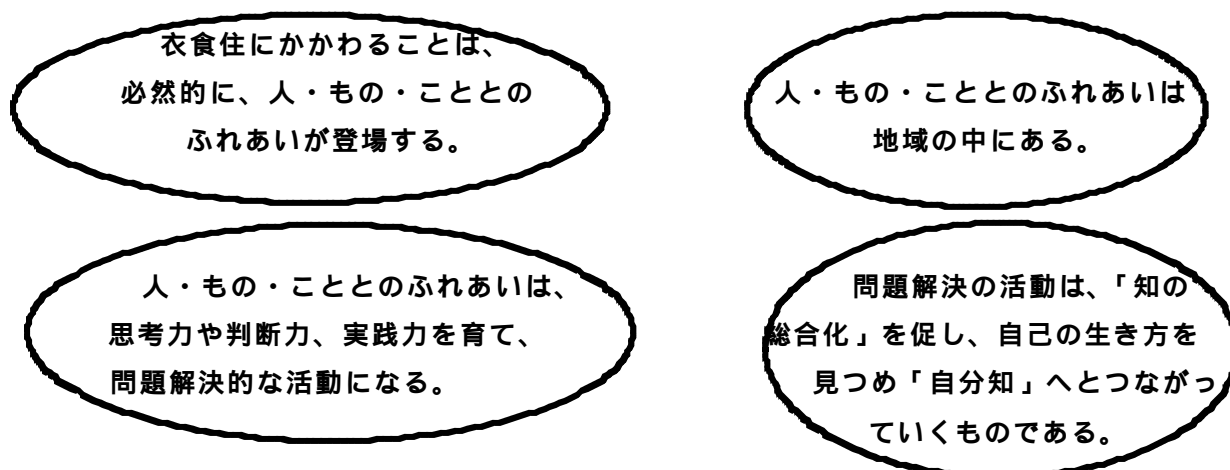 衣食住にかかわることは、
必然的に、人・もの・こととの
ふれあいが登場する。
人・もの・こととのふれあいは
地域の中にある。
人・もの・こととのふれあいは、
思考力や判断力、実践力を育て、
問題解決的な活動になる。
問題解決の活動は、「知の
総合化」を促し、自己の生き方を
見つめ「自分知」へとつながっ
ていくものである。